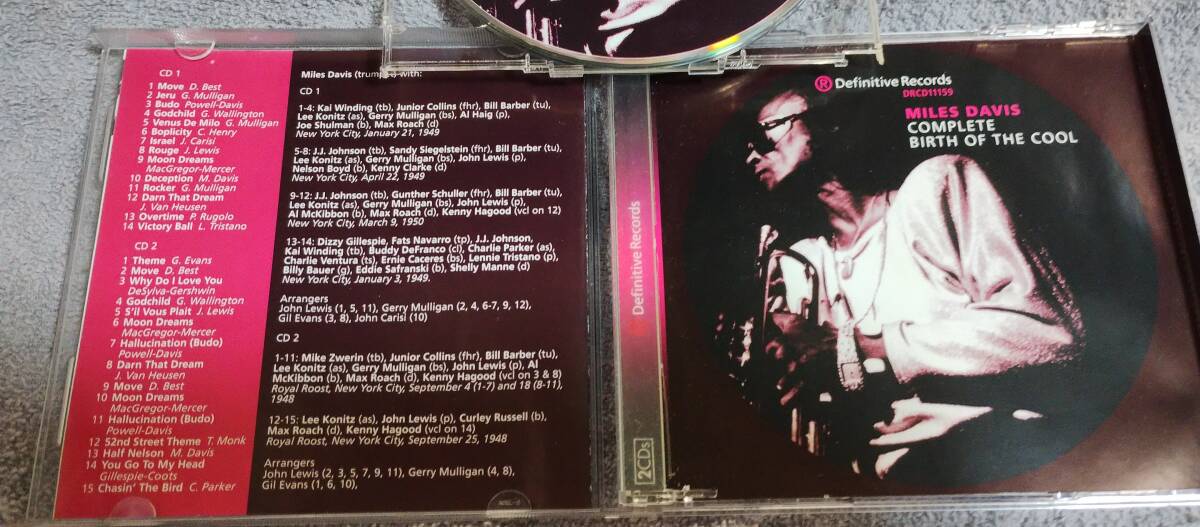 CD 1
1 Move D. Best
2 Jeru G. Mulligan
3 Budo Powell-Davis
4 Godchild G. Wallington
5 Venus De Milo G. Mulligan
6 Boplicity C. Henry
7 Israel J. Carisi
8 Rouge J. Lewis
9 Moon Dreams
MacGregor-Mercer
10 Deception M. Davis
11 Rocker G. Mulligan
12 Darn That Dream
J. Van Heusen
13 Overtime P. Rugolo
14 Victory Ball L. Tristano
CD 2
1 Theme G. Evans
2 Move D. Best
3 Why Do I Love You
DeSylva-Gershwin
4 Godchild G. Wallington
5 S'il Vous Plait J. Lewis
6 Moon Dreams
MacGregor-Mercer
7 Hallucination (Budo)
Powell-Davis
8 Darn That Dream
J. Van Heusen
9 Move D. Best
10 Moon Dreams
MacGregor-Mercer
11 Hallucination (Budo)
Powell-Davis
12 52nd Street Theme T. Monk
13 Half Nelson M. Davis
14 You Go To My Head
Gillespie-Coots
15 Chasin' The Bird C. Parker
Miles Davis (trumpet) with:
CD 1
1-4: Kai Winding (tb), Junior Collins (fhr), Bill Barber (tu),
Lee Konitz (as), Gerry Mulligan (bs), Al Haig (p),
Joe Shulman (b), Max Roach (d)
New York City, January 21, 1949
5-8: J.J. Johnson (tb), Sandy Siegelstein (fhr), Bill Barber (tu),
Lee Konitz (as), Gerry Mulligan (bs), John Lewis (p),
Nelson Boyd (b), Kenny Clarke (d)
New York City, April 22, 1949
9-12: J.J. Johnson (tb), Gunther Schuller (fhr), Bill Barber (tu),
Lee Konitz (as), Gerry Mulligan (bs), John Lewis (p),
Al McKibbon (b), Max Roach (d), Kenny Hagood (vcl on 12)
New York City, March 9, 1950
13-14: Dizzy Gillespie, Fats Navarro (tp), J.J. Johnson,
Kai Winding (tb), Buddy DeFranco (cl), Charlie Parker (as),
Charlie Ventura (ts), Ernie Caceres (bs), Lennie Tristano (p),
Billy Bauer (g), Eddie Safranski (b), Shelly Manne (d)
New York City, January 3, 1949.
Arrangers
John Lewis (1, 5, 11), Gerry Mulligan (2, 4, 6-7, 9, 12),
Gil Evans (3, 8), John Carisi (10)
CD 2
1-11: Mike Zwerin (tb), Junior Collins (fhr), Bill Barber (tu),
Lee Konitz (as), Gerry Mulligan (bs), John Lewis (p), Al
McKibbon (b), Max Roach (d), Kenny Hagood (vcl on 3 & 8)
Royal Roost, New York City, September 4 (1-7) and 18 (8-11),
1948
12-15: Lee Konitz (as), John Lewis (p), Curley Russell (b),
Max Roach (d), Kenny Hagood (vcl on 14)
Royal Roost, New York City, September 25, 1948
Arrangers
John Lewis (2, 3, 5, 7, 9, 11), Gerry Mulligan (4, 8),
Gil Evans (1, 6, 10),
Definitive Records
2CDs
® Definitive Records
DRCD11159
MILES DAVIS
COMPLETE
BIRTH OF THE COOL